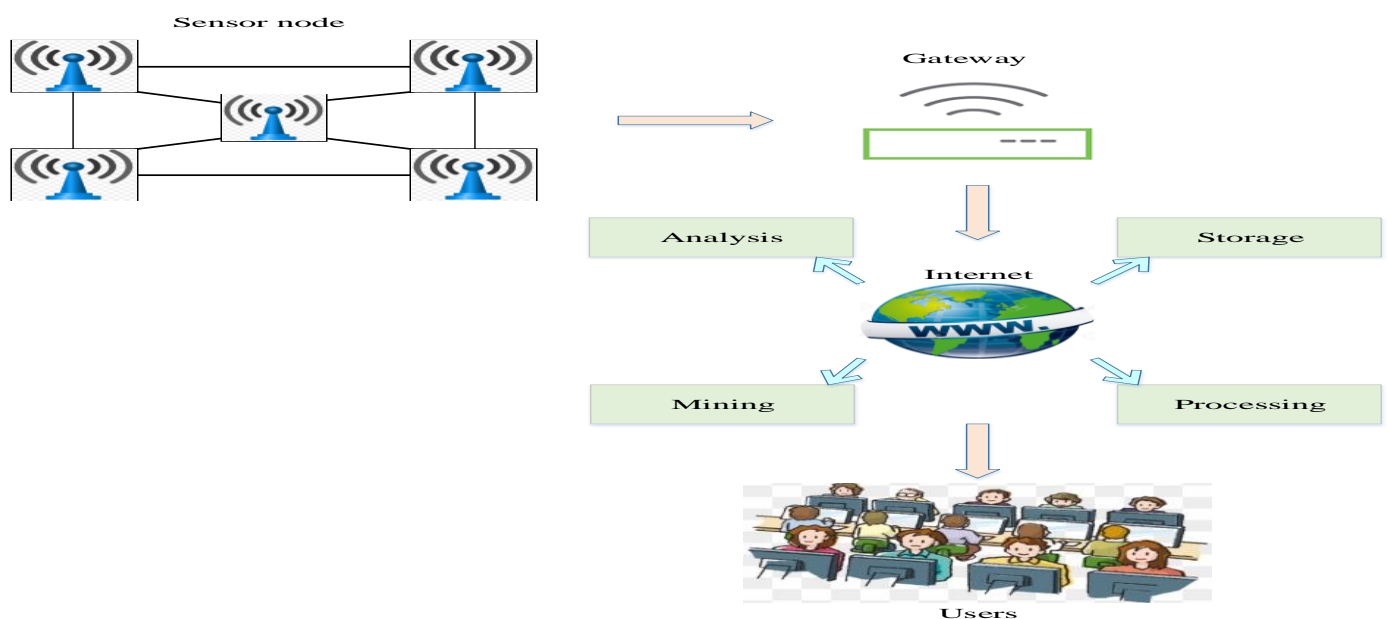 Sensor node
Gateway
Analysis
Storage
Internet
www.
Mining
Processing
Users